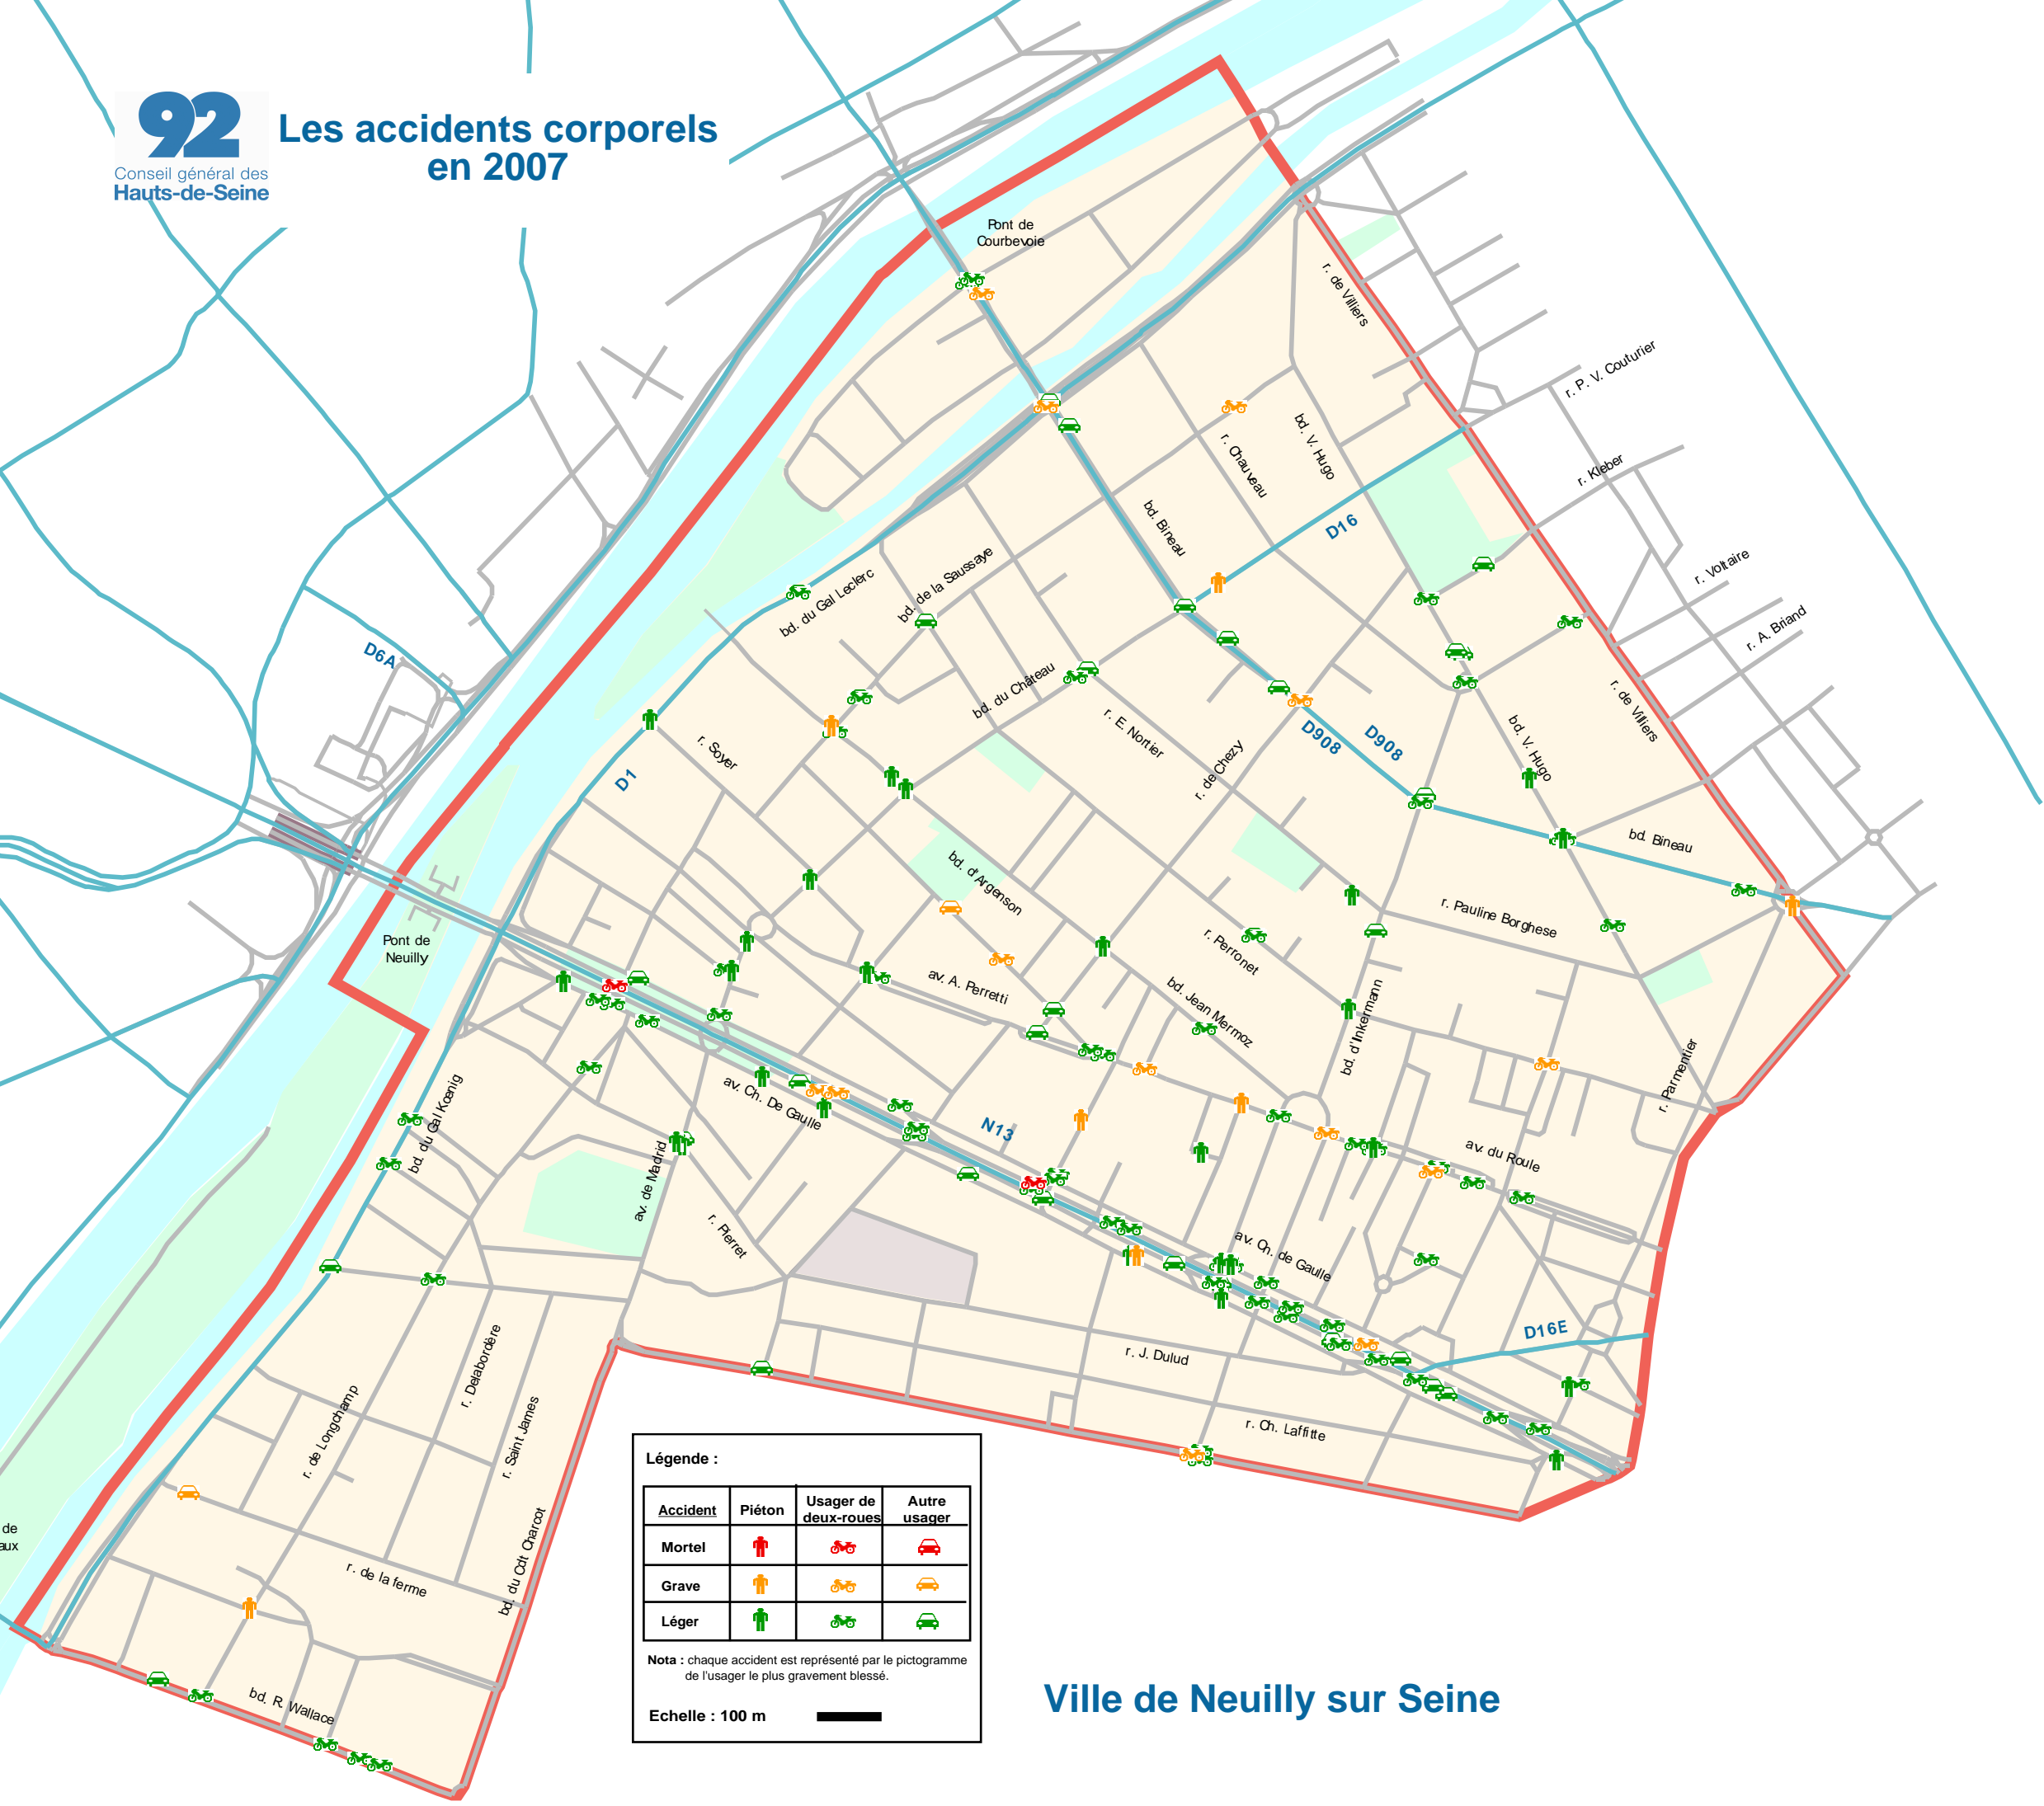 92
Conseil général des
Hauts-de-Seine
Les accidents corporels
en 2007
Pont de
Courbevoie
r. de Villiers
r. P. V. Couturier
r. Kleber
bd. V. Hugo
r. Chauveau
bd. Bineau
D16
r. Voltaire
r. A. Briand
bd. du Gal Leclerc
bd. de la Saussaye
D6A
bd. du Château
r. E. Nortier
r. de Chezy
D908
D908
r. de Villiers
bd. V. Hugo
r. Soyer
D1
bd. Bineau
bd. d'Argenson
r. Pauline Borghese
r. Perronet
Pont de
Neuilly
av. A. Perretti
bd. Jean Mermoz
bd. d'Inkermann
r. Parmentier
bd. du Gal Kœnig
av. Ch. De Gaulle
N13
av. de Madrid
av. du Roule
r. Pierret
av. Ch. de Gaulle
D16E
r. J. Dulud
r. Delabordère
r. de Longchamp
r. Saint James
r. Ch. Laffitte
bd. du Cdt Charcot
de
aux
r. de la ferme
bd. R. Wallace
Légende :
Accident Piéton Usager de deux-roues Autre usager
Mortel
Grave
Léger
Nota : chaque accident est représenté par le pictogramme
de l'usager le plus gravement blessé.
Echelle : 100 m
Ville de Neuilly sur Seine